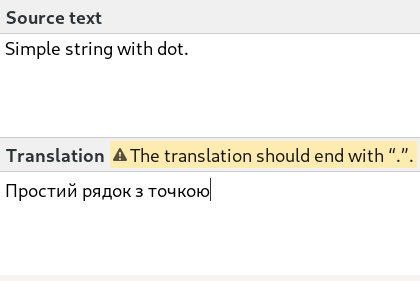 Source text
Simple string with dot.
Translation ⚠ The translation should end with “.”.
Простий рядок з точкою